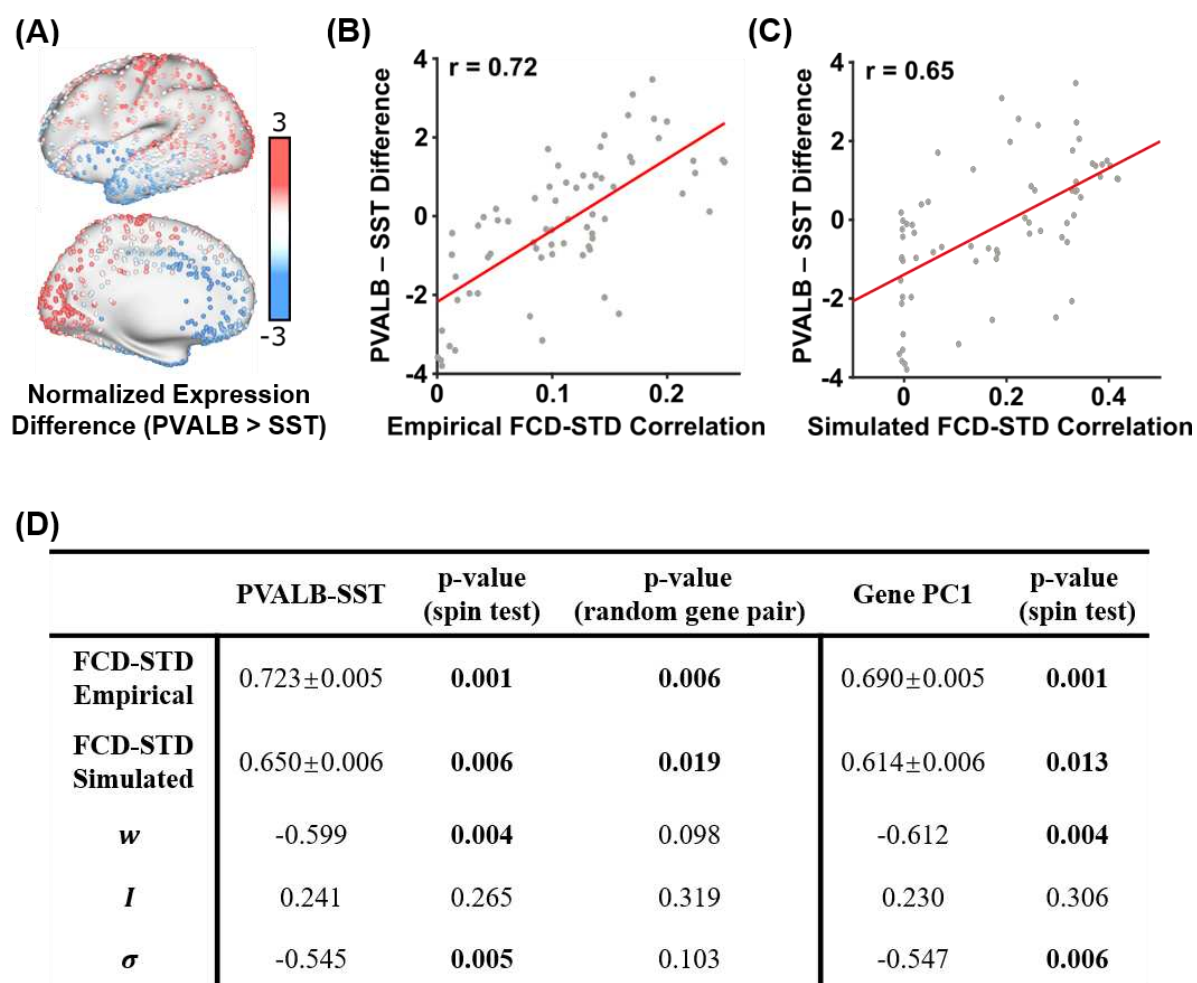 (A)
3
-3
Normalized Expression
Difference (PVALB > SST)
(B)
r = 0.72
PVALB – SST Difference
4
2
0
-2
-4
0
0.1
0.2
Empirical FCD-STD Correlation
(C)
r = 0.65
PVALB – SST Difference
4
2
0
-2
-4
0
0.2
0.4
Simulated FCD-STD Correlation
(D)
PVALB-SST p-value (spin test) p-value (random gene pair) Gene PC1 p-value (spin test)
FCD-STD Empirical 0.723±0.005 0.001 0.006 0.690±0.005 0.001
FCD-STD Simulated 0.650±0.006 0.006 0.019 0.614±0.006 0.013
w -0.599 0.004 0.098 -0.612 0.004
I 0.241 0.265 0.319 0.230 0.306
σ -0.545 0.005 0.103 -0.547 0.006